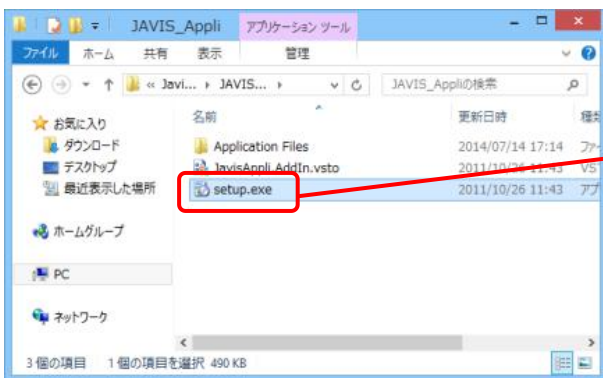 JAVIS_Appli アプリケーション ツール
ファイル ホーム 共有 表示 管理
« Javi... ▸ JAVIS... ▸ JAVIS_Appliの検索
お気に入り
ダウンロード
デスクトップ
最近表示した場所
ホームグループ
PC
ネットワーク
名前 更新日時
Application Files 2014/07/14 17:14 ファ
JavisAppli.AddIn.vsto 2011/10/26 11:43 VS
setup.exe 2011/10/26 11:43 アプ
3 個の項目 1 個の項目を選択 490 KB